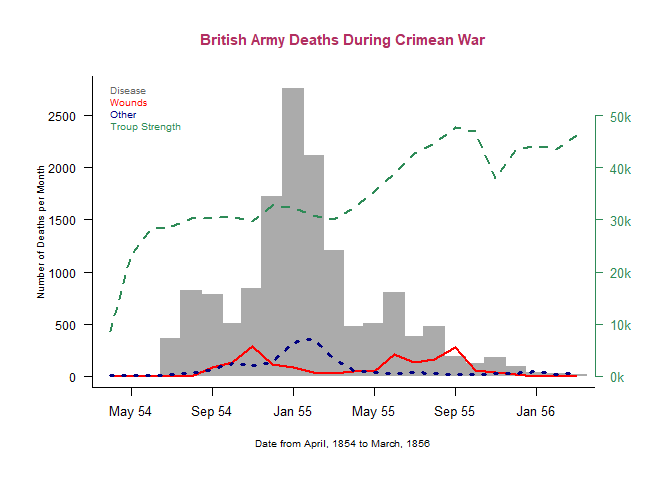 British Army Deaths During Crimean War
Disease
Wounds
Other
Troup Strength
Number of Deaths per Month
2500
2000
1500
1000
500
0
50k
40k
30k
20k
10k
0k
May 54 Sep 54 Jan 55 May 55 Sep 55 Jan 56
Date from April, 1854 to March, 1856